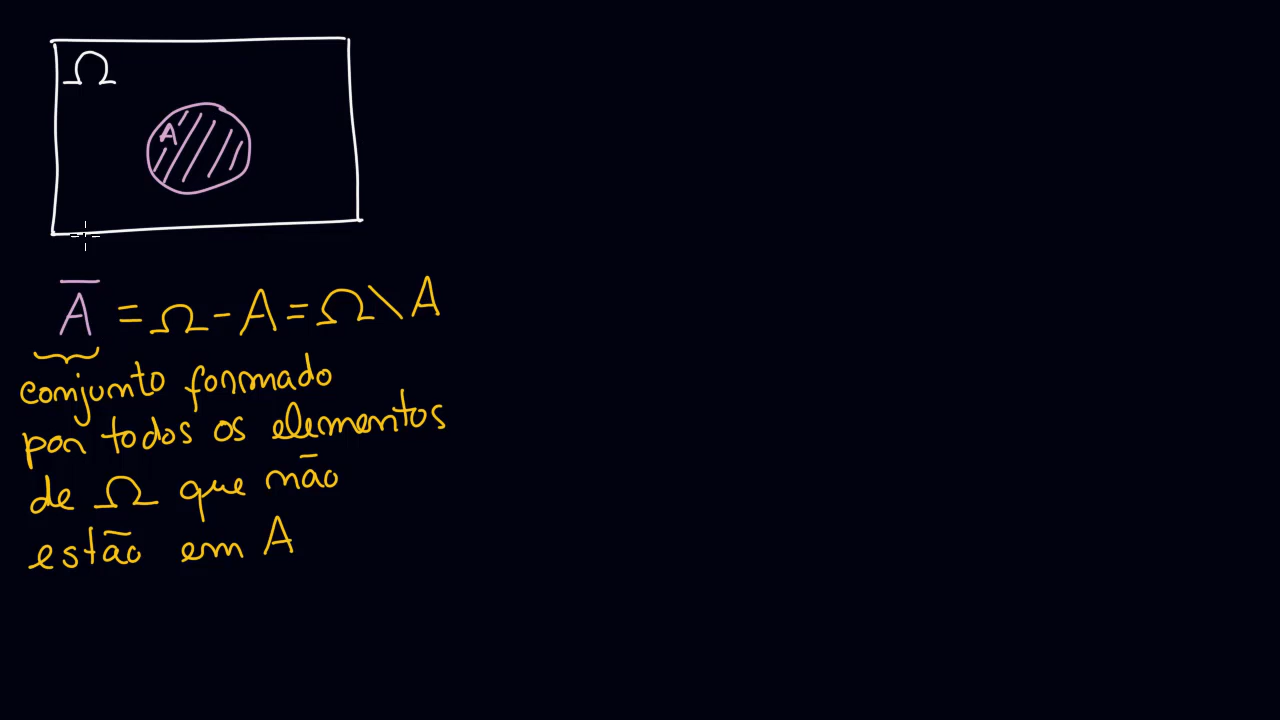 Ω
A
A̅ = Ω - A = Ω \ A
conjunto formado
por todos os elementos
de Ω que não
estão em A